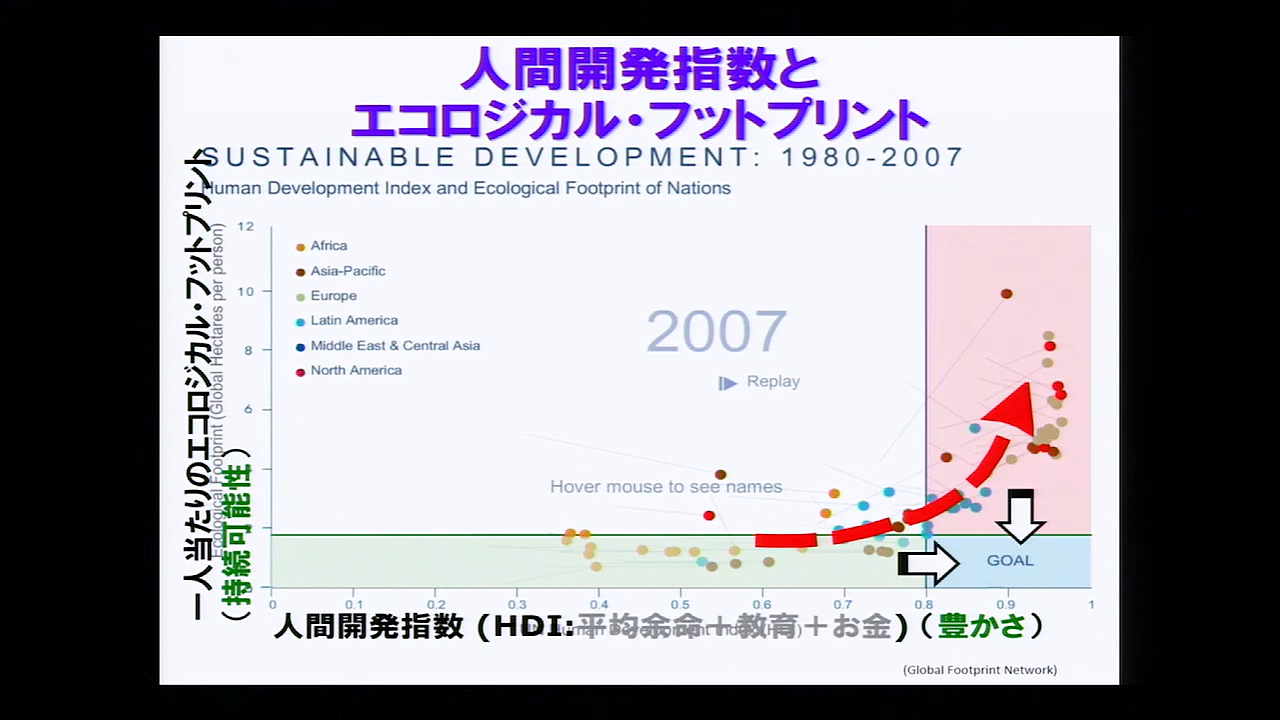 人間開発指数と
エコロジカル・フットプリント
SUSTAINABLE DEVELOPMENT: 1980-2007
Human Development Index and Ecological Footprint of Nations
一人当たりのエコロジカル・フットプリント
(持続可能性)
Ecological Footprint (Global Hectares per person)
12
10
8
6
Africa
Asia-Pacific
Europe
Latin America
Middle East & Central Asia
North America
2007
Replay
Hover mouse to see names
GOAL
0 0.1 0.2 0.3 0.4 0.5 0.6 0.7 0.8 0.9 1
人間開発指数 (HDI:平均余命+教育+お金)(豊かさ)
(Global Footprint Network)